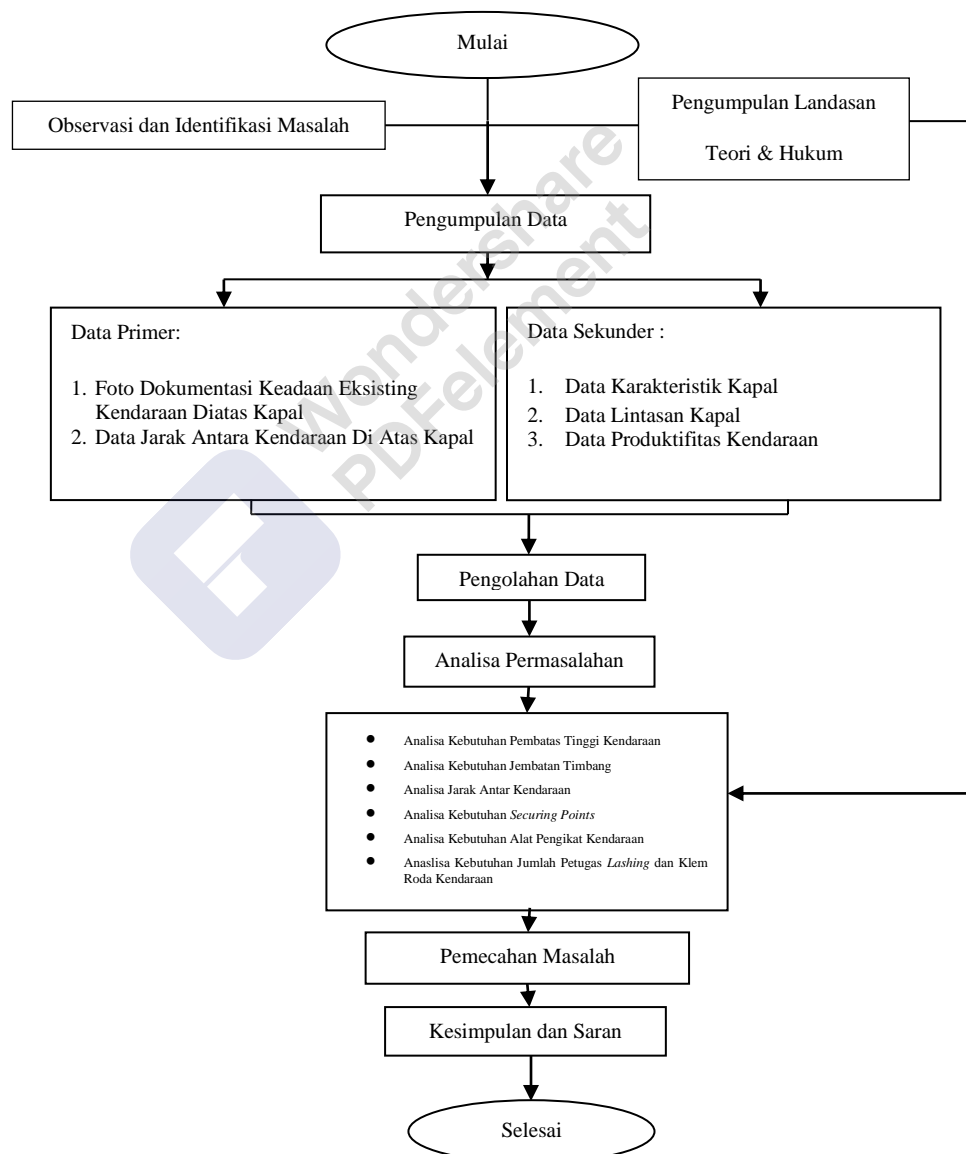 Mulai
Observasi dan Identifikasi Masalah
Pengumpulan Landasan
Teori & Hukum
Pengumpulan Data
Data Primer:
1. Foto Dokumentasi Keadaan Eksisting
Kendaraan Diatas Kapal
2. Data Jarak Antara Kendaraan Di Atas Kapal
Data Sekunder :
1. Data Karakteristik Kapal
2. Data Lintasan Kapal
3. Data Produktifitas Kendaraan
Wondershare
PDFelement
Pengolahan Data
Analisa Permasalahan
● Analisa Kebutuhan Pembatas Tinggi Kendaraan
● Analisa Kebutuhan Jembatan Timbang
● Analisa Jarak Antar Kendaraan
● Analisa Kebutuhan Securing Points
● Analisa Kebutuhan Alat Pengikat Kendaraan
● Anaslisa Kebutuhan Jumlah Petugas Lashing dan Klem
Roda Kendaraan
Pemecahan Masalah
Kesimpulan dan Saran
Selesai